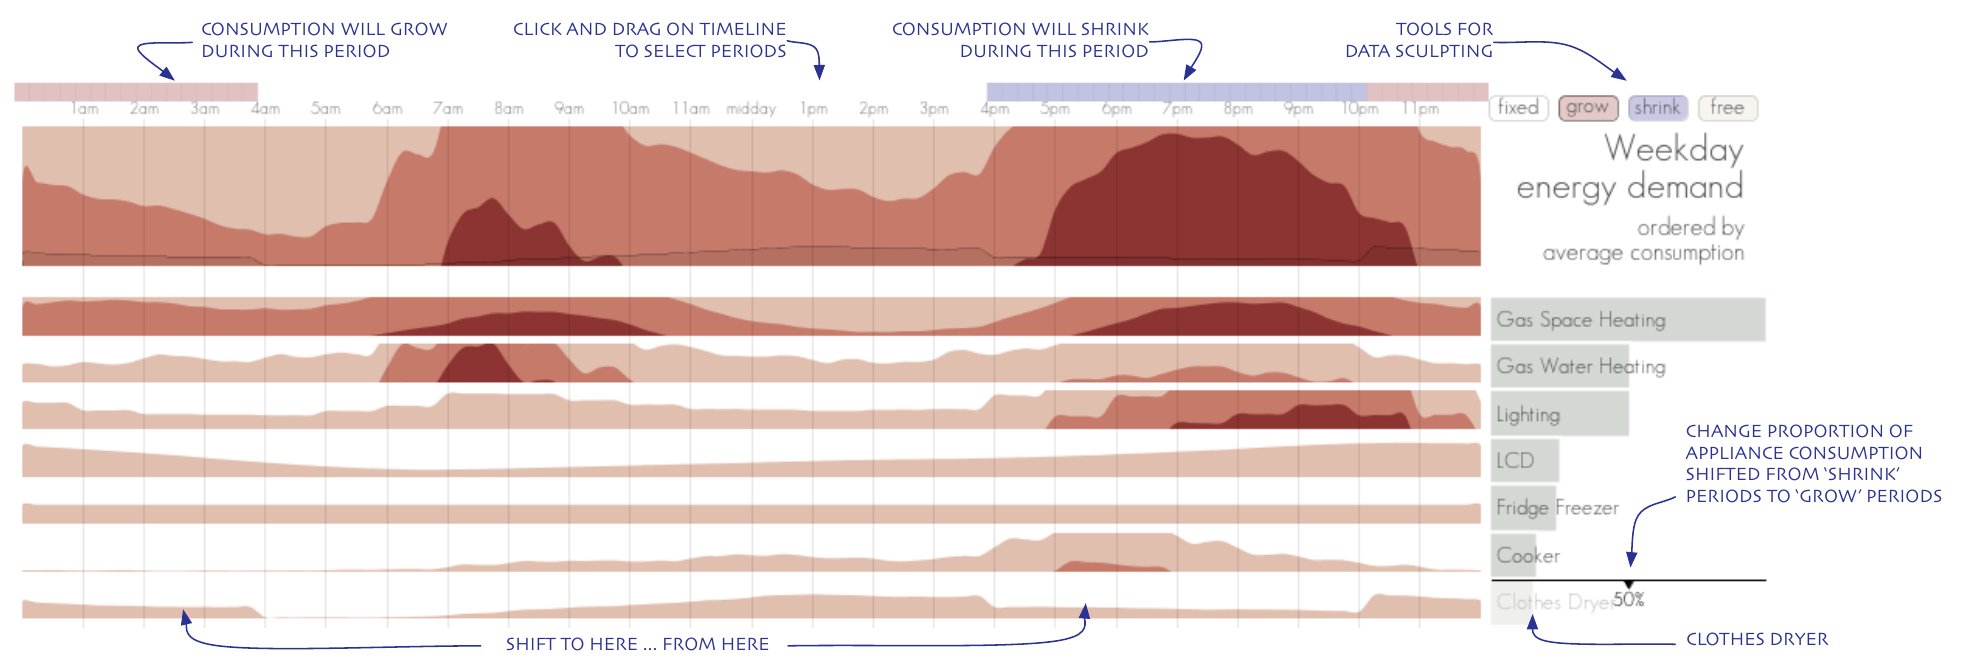 CONSUMPTION WILL GROW
DURING THIS PERIOD
CLICK AND DRAG ON TIMELINE
TO SELECT PERIODS
CONSUMPTION WILL SHRINK
DURING THIS PERIOD
TOOLS FOR
DATA SCULPTING
1am 2am 3am 4am 5am 6am 7am 8am 9am 10am 11am midday 1pm 2pm 3pm 4pm 5pm 6pm 7pm 8pm 9pm 10pm 11pm
fixed grow shrink free
Weekday
energy demand
ordered by
average consumption
Gas Space Heating
Gas Water Heating
Lighting
LCD
Fridge Freezer
Cooker
Clothes Dryer 50%
CHANGE PROPORTION OF
APPLIANCE CONSUMPTION
SHIFTED FROM ‘SHRINK’
PERIODS TO ‘GROW’ PERIODS
SHIFT TO HERE ... FROM HERE
CLOTHES DRYER